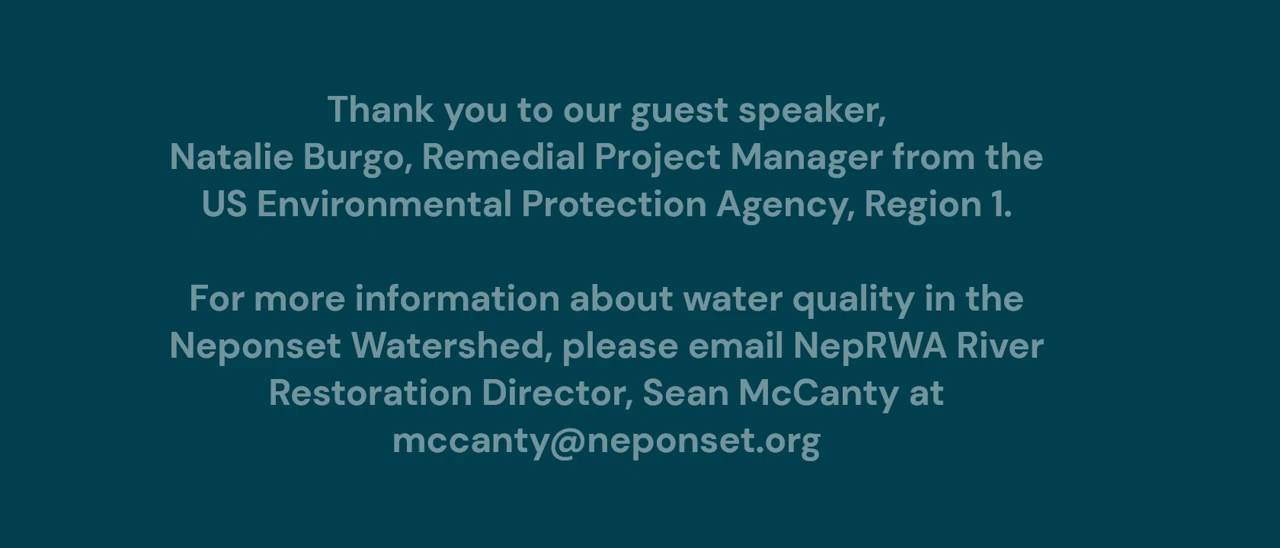 Thank you to our guest speaker,
Natalie Burgo, Remedial Project Manager from the
US Environmental Protection Agency, Region 1.
For more information about water quality in the
Neponset Watershed, please email NepRWA River
Restoration Director, Sean McCanty at
mccanty@neponset.org